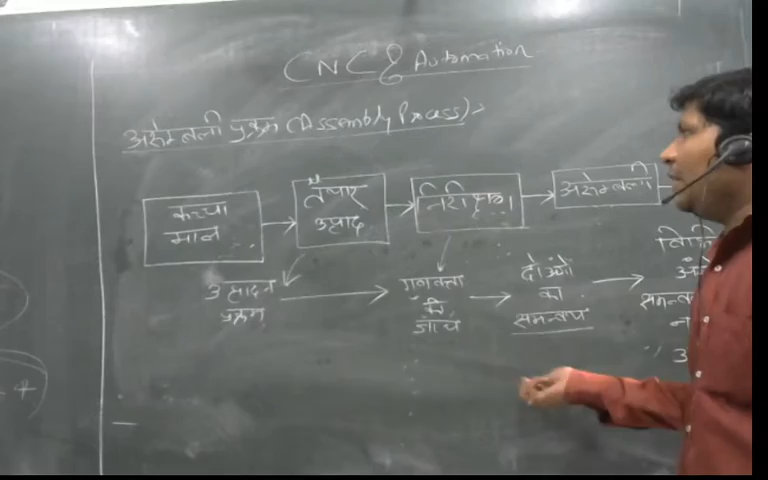 CNC & Automation
असेम्बली प्रक्रम (Assembly Process) :-
कच्चा
माल
तैयार
उत्पाद
निरीक्षण
असेम्बली
उत्पादन
प्रक्रम
गुणवत्ता
की
जांच
दोओं
का
समन्वय